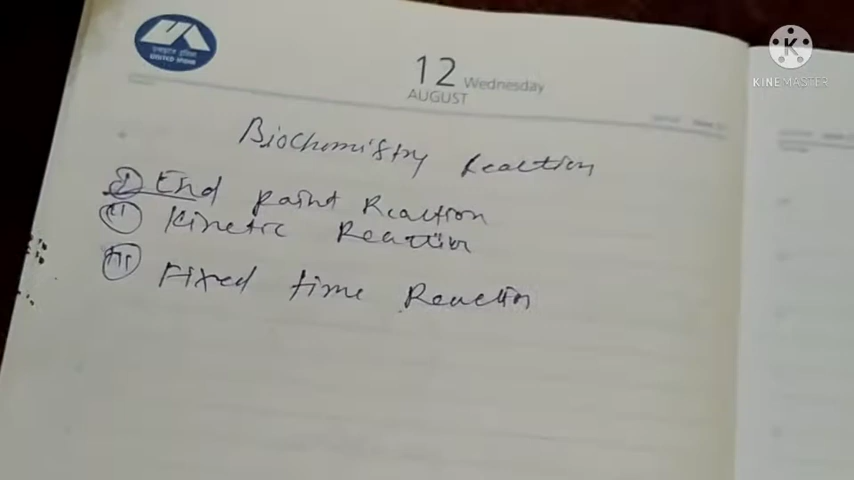 12 Wednesday
AUGUST
KINEMASTER
Biochemistry Reaction
(I) End point Reaction
(II) Kinetic Reaction
(III) Fixed time Reaction